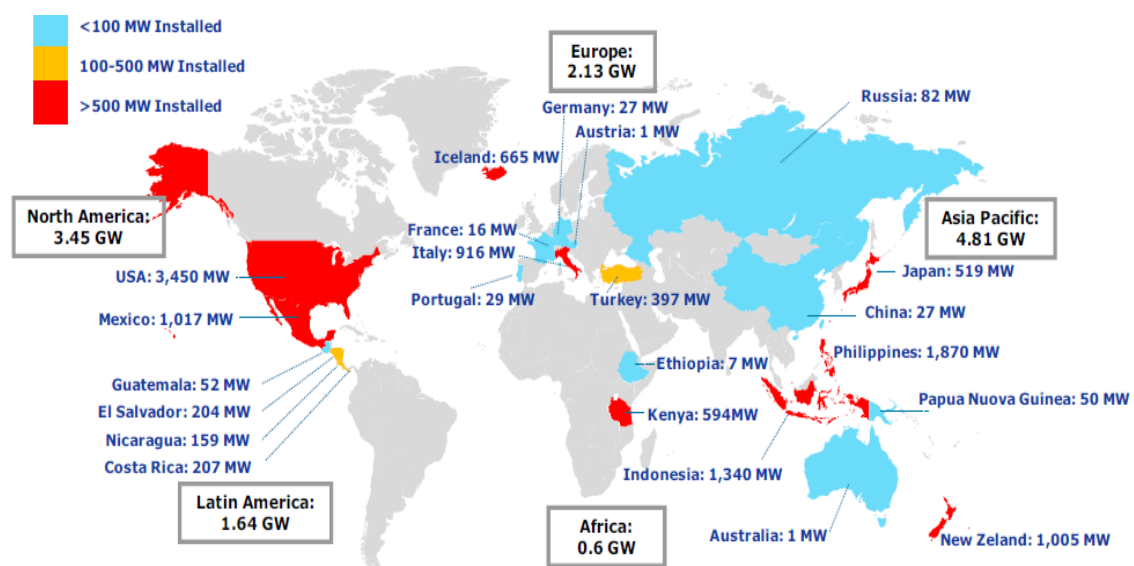 <100 MW Installed
100-500 MW Installed
>500 MW Installed
Europe:
2.13 GW
Germany: 27 MW
Austria: 1 MW
Russia: 82 MW
Iceland: 665 MW
North America:
3.45 GW
Asia Pacific:
4.81 GW
France: 16 MW
Italy: 916 MW
Portugal: 29 MW
Turkey: 397 MW
USA: 3,450 MW
Mexico: 1,017 MW
Japan: 519 MW
China: 27 MW
Philippines: 1,870 MW
Ethiopia: 7 MW
Guatemala: 52 MW
El Salvador: 204 MW
Nicaragua: 159 MW
Costa Rica: 207 MW
Papua Nuova Guinea: 50 MW
Kenya: 594MW
Indonesia: 1,340 MW
Latin America:
1.64 GW
Africa:
0.6 GW
Australia: 1 MW
New Zeland: 1,005 MW